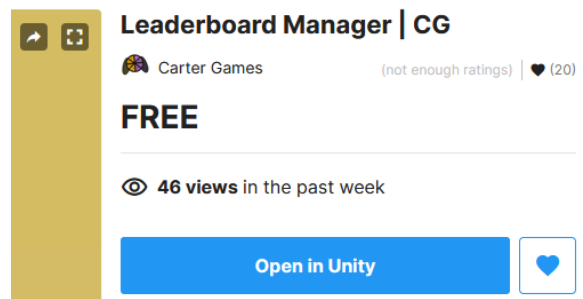 Leaderboard Manager | CG
Carter Games
(not enough ratings) | (20)
FREE
46 views in the past week
Open in Unity